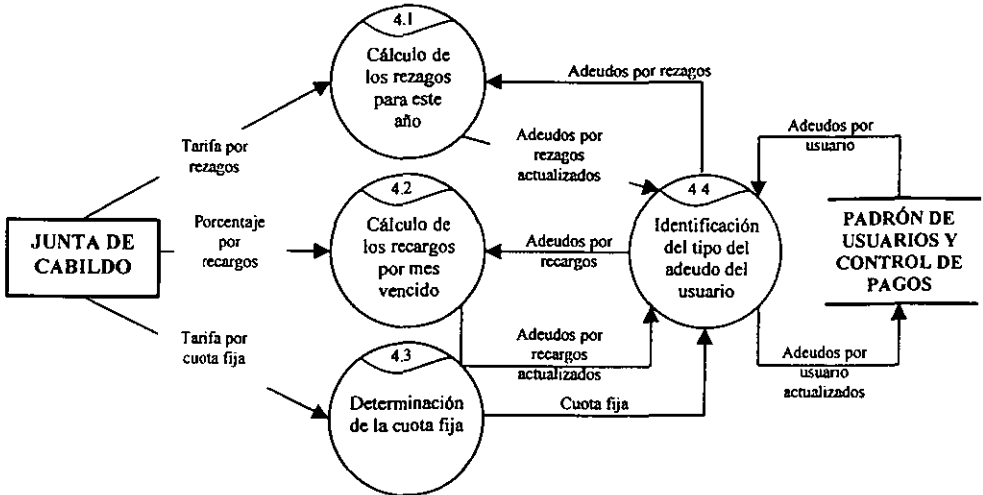 4.1
Cálculo de
los rezagos
para este
año
Adeudos por rezagos
Tarifa por
rezagos
Adeudos por
rezagos
actualizados
Adeudos por
usuario
4.2
Cálculo de
los recargos
por mes
vencido
4 4
Identificación
del tipo del
adeudo del
usuario
JUNTA DE
CABILDO
Porcentaje
por
recargos
Adeudos por
recargos
PADRÓN DE
USUARIOS Y
CONTROL DE
PAGOS
Tarifa por
cuota fija
Adeudos por
recargos
actualizados
Adeudos por
usuario
actualizados
4.3
Determinación
de la cuota fija
Cuota fija